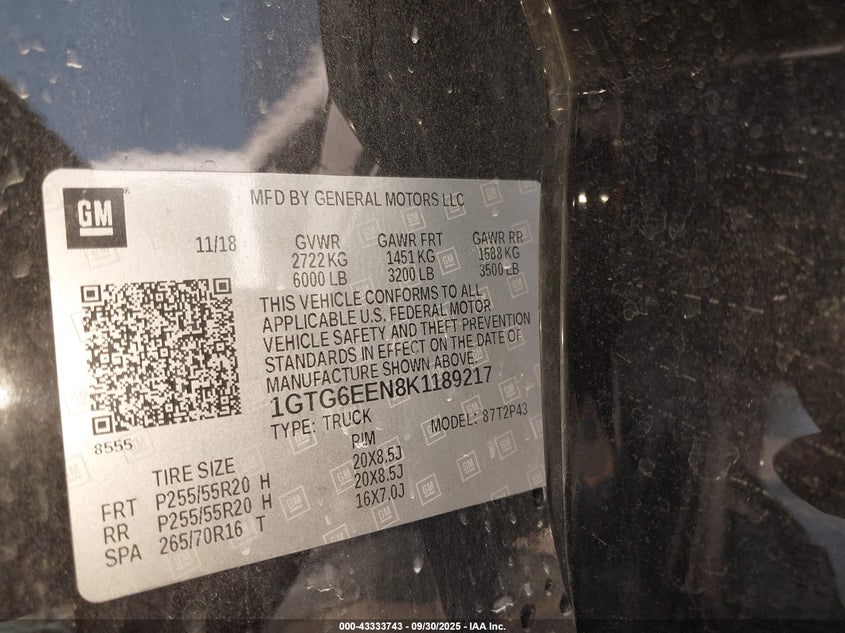 GM
MFD BY GENERAL MOTORS LLC
11/18
GVWR GAWR FRT GAWR RR
2722 KG 1451 KG 1588 KG
6000 LB 3200 LB 3500 LB
THIS VEHICLE CONFORMS TO ALL
APPLICABLE U.S. FEDERAL MOTOR
VEHICLE SAFETY AND THEFT PREVENTION
STANDARDS IN EFFECT ON THE DATE OF
MANUFACTURE SHOWN ABOVE.
1GTG6EEN8K1189217
8555
TYPE: TRUCK MODEL: 87T2P43
TIRE SIZE RIM
FRT P255/55R20 H 20X8.5J
RR P255/55R20 H 20X8.5J
SPA 265/70R16 T 16X7.0J
000-43333743 - 09/30/2025 - IAA Inc.